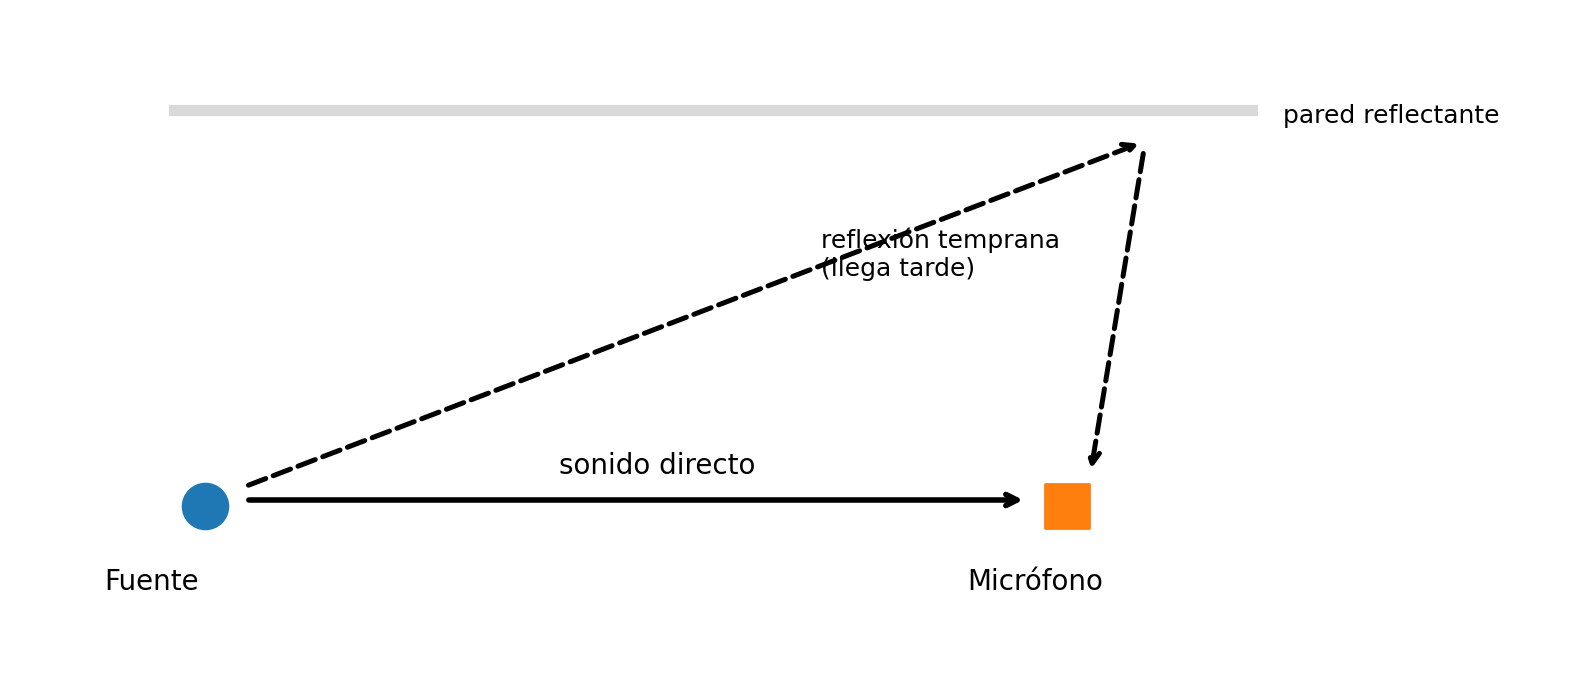 pared reflectante
reflexión temprana
(llega tarde)
sonido directo
Fuente
Micrófono